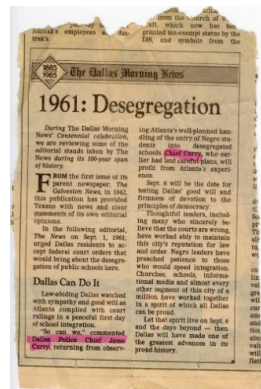 from the church of S
Amtrak's employees a An- raft, which now has be
trak's. granted tax-exempt status by the
IRS, and symbols from the
1885
1985
The Dallas Morning News
1961: Desegregation
During The Dallas Morning
News' Centennial celebration,
we are reviewing some of the
editorial stands taken by The
News during its 100-year span
of history.
FROM the first issue of its
parent newspaper, The
Galveston News, in 1842,
this publication has provided
Texans with news and clear
statements of its own editorial
opinions.
In the following editorial,
The News on Sept. 1, 1961,
urged Dallas residents to ac-
cept federal court orders that
would bring about the desegre-
gation of public schools here.
Dallas Can Do It
Law-abiding Dallas watched
with sympathy and good will as
Atlanta complied with court
rulings in a peaceful first day
of school integration.
"So can we," commented
Dallas Police Chief Jesse
Curry, returning from observ-
ing Atlanta's well-planned han-
dling of the entry of Negro stu-
dents into desegregated
schools. Chief Curry, who ear-
lier had laid careful plans, will
profit from Atlanta's experi-
ence.
Sept. 6 will be the date for
testing Dallas' good will and
firmness of devotion to the
principles of democracy.
Thoughtful leaders, includ-
ing many who sincerely be-
lieve that the courts are wrong,
have worked ably to maintain
this city's reputation for law
and order. Negro leaders have
preached patience to those
who would speed integration.
Churches, schools, informa-
tional media and almost every
other segment of this city of a
million have worked together
in a spirit of which all Dallas
can be proud.
Let that spirit live on Sept. 6
and the days beyond — then
Dallas will have made one of
the greatest advances in its
proud history.